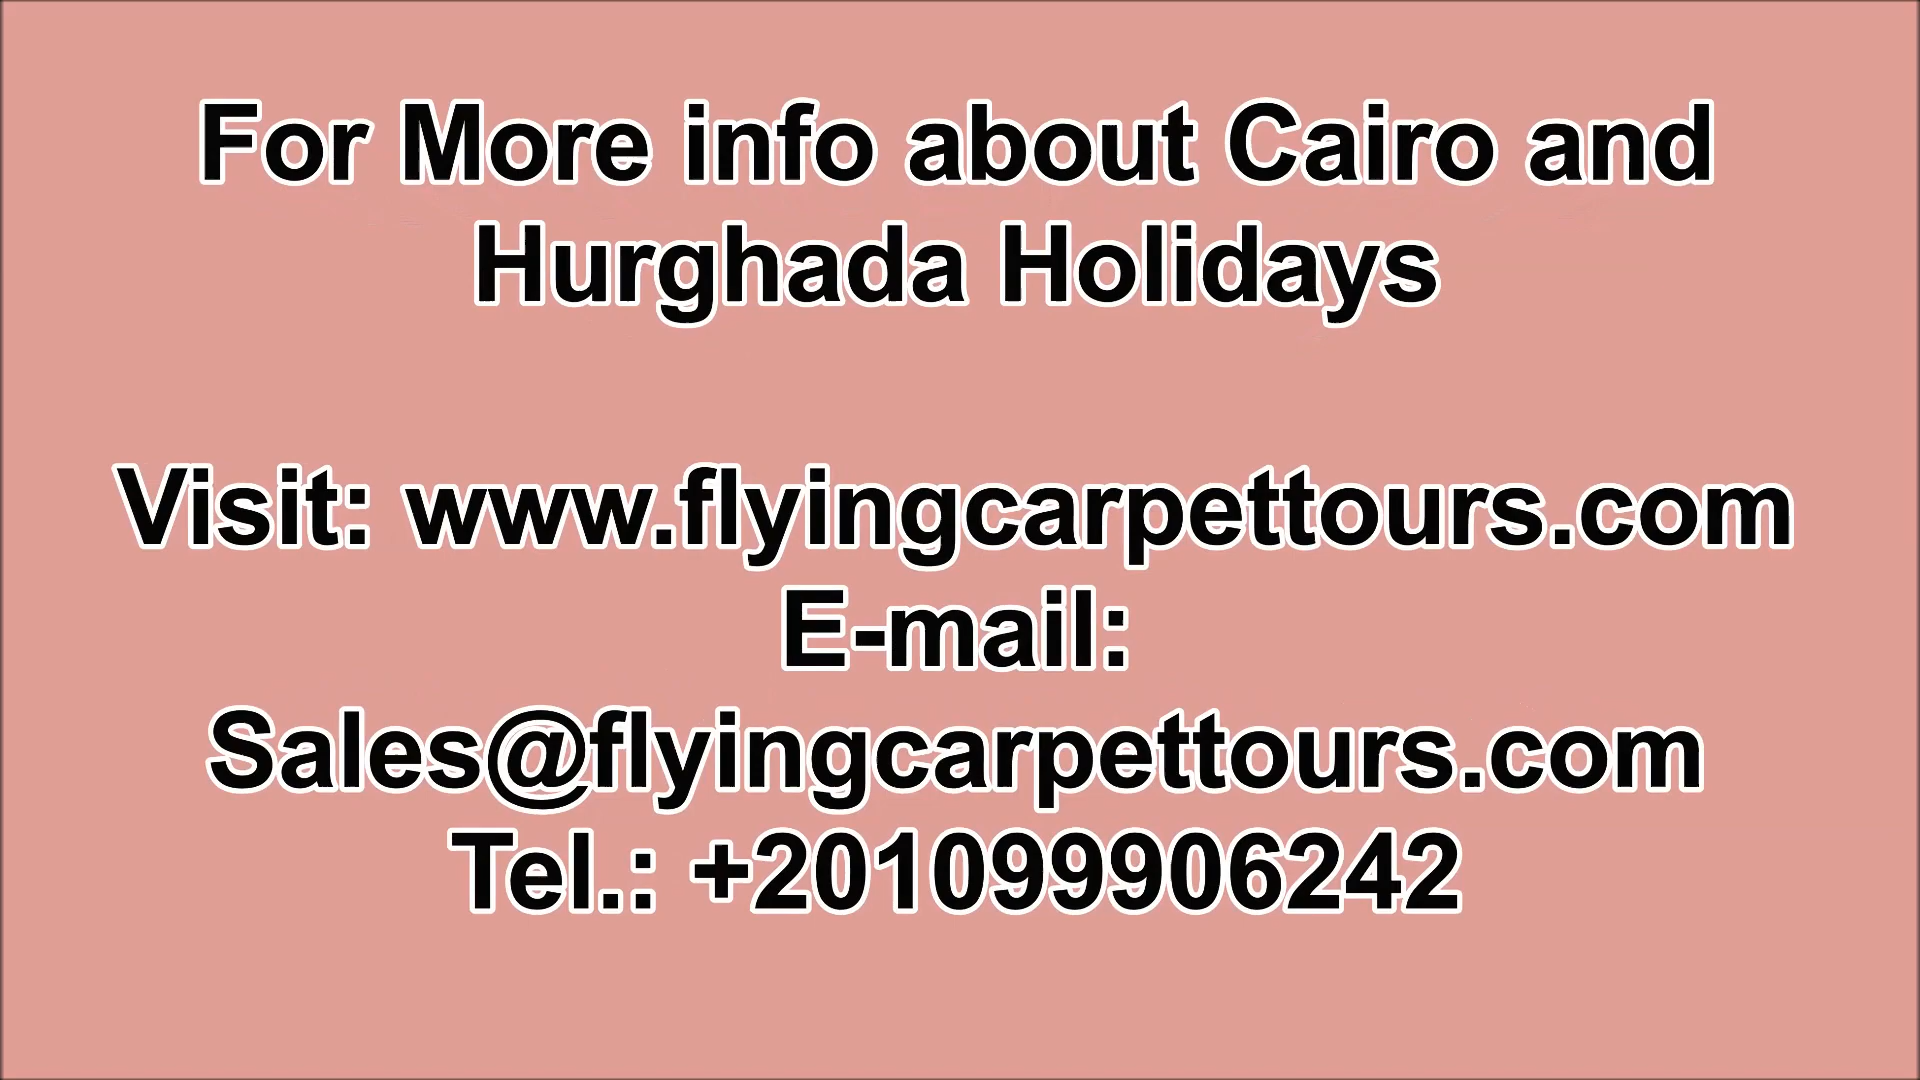 For More info about Cairo and
Hurghada Holidays
Visit: www.flyingcarpettours.com
E-mail:
Sales@flyingcarpettours.com
Tel.: +201099906242